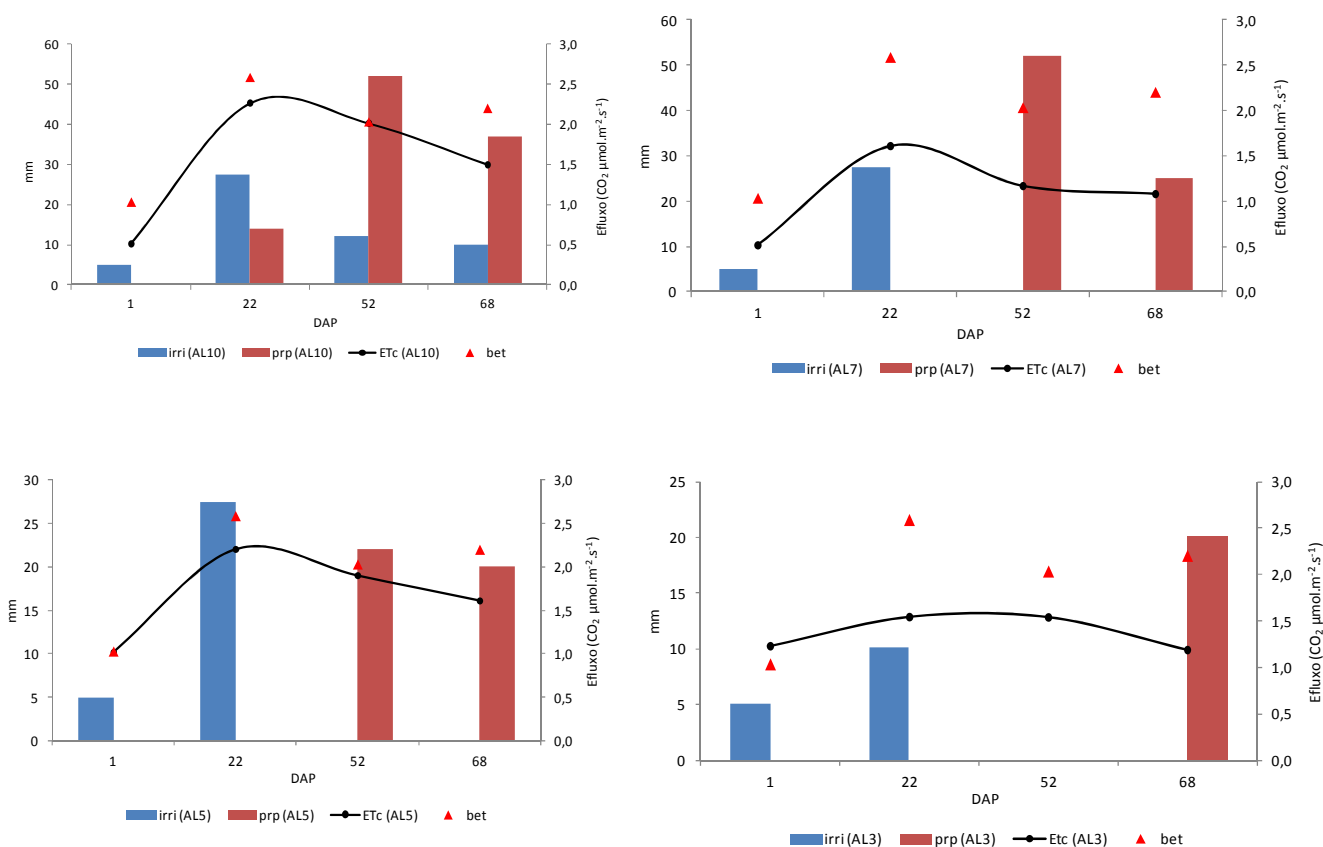 60
50
40
30
20
10
0
mm
3,0
2,5
2,0
1,5
1,0
0,5
0,0
Efluxo (CO₂ µmol.m⁻².s⁻¹)
1 22 52 68
DAP
irri (AL10) prp (AL10) ETc (AL10) bet
60
50
40
30
20
10
0
mm
3,0
2,5
2,0
1,5
1,0
0,5
0,0
Efluxo (CO₂ µmol.m⁻².s⁻¹)
1 22 52 68
DAP
irri (AL7) prp (AL7) ETc (AL7) bet
30
25
20
15
10
5
0
mm
3,0
2,5
2,0
1,5
1,0
0,5
0,0
Efluxo (CO₂ µmol.m⁻².s⁻¹)
1 22 52 68
DAP
irri (AL5) prp (AL5) ETc (AL5) bet
25
20
15
10
5
0
mm
3,0
2,5
2,0
1,5
1,0
0,5
0,0
Efluxo (CO₂ µmol.m⁻².s⁻¹)
1 22 52 68
DAP
irri (AL3) prp (AL3) Etc (AL3) bet